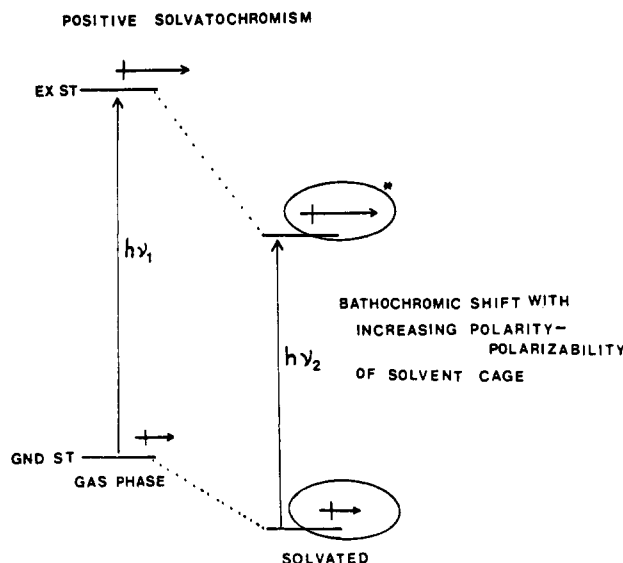 POSITIVE SOLVATOCHROMISM
EX ST
*
hν₁
hν₂
BATHOCHROMIC SHIFT WITH
INCREASING POLARITY–
POLARIZABILITY
OF SOLVENT CAGE
GND ST
GAS PHASE
SOLVATED